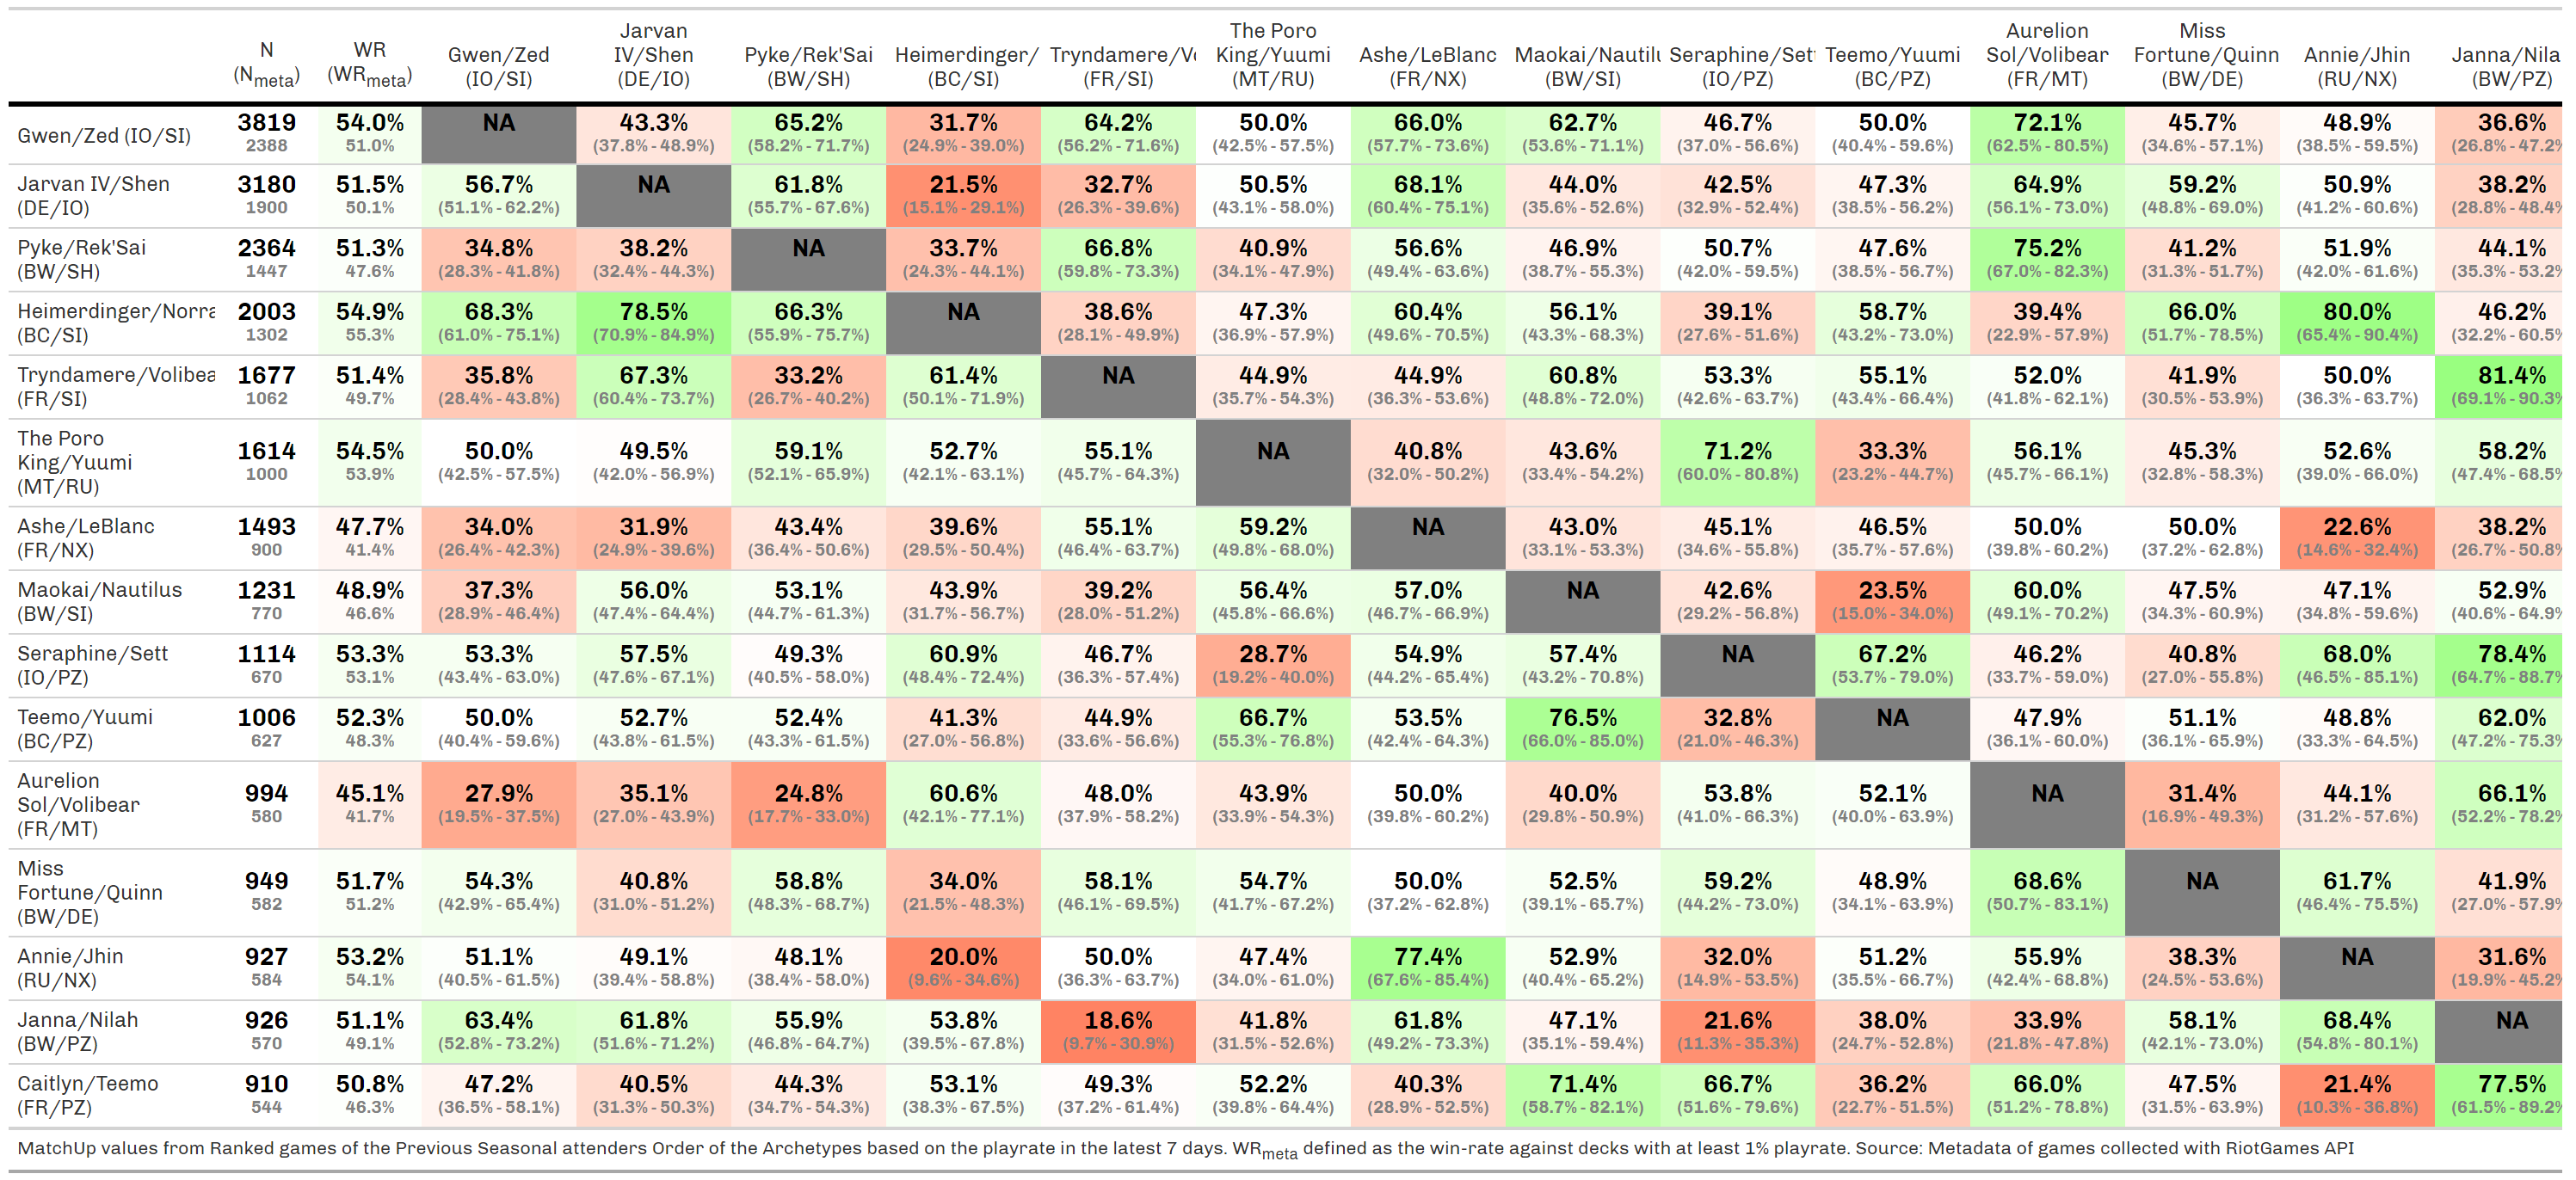 N (Nmeta) WR (WRmeta) Gwen/Zed (IO/SI) Jarvan IV/Shen (DE/IO) Pyke/Rek'Sai (BW/SH) Heimerdinger/ (BC/SI) Tryndamere/Vo (FR/SI) The Poro King/Yuumi (MT/RU) Ashe/LeBlanc (FR/NX) Maokai/Nautilu (BW/SI) Seraphine/Sett (IO/PZ) Teemo/Yuumi (BC/PZ) Aurelion Sol/Volibear (FR/MT) Miss Fortune/Quinn (BW/DE) Annie/Jhin (RU/NX) Janna/Nila (BW/PZ)
Gwen/Zed (IO/SI) 3819 54.0% NA 43.3% 65.2% 31.7% 64.2% 50.0% 66.0% 62.7% 46.7% 50.0% 72.1% 45.7% 48.9% 36.6%
2388 51.0% (37.8% - 48.9%) (58.2% - 71.7%) (24.9% - 39.0%) (56.2% - 71.6%) (42.5% - 57.5%) (57.7% - 73.6%) (53.6% - 71.1%) (37.0% - 56.6%) (40.4% - 59.6%) (62.5% - 80.5%) (34.6% - 57.1%) (38.5% - 59.5%) (26.8% - 47.2%
Jarvan IV/Shen 3180 51.5% 56.7% NA 61.8% 21.5% 32.7% 50.5% 68.1% 44.0% 42.5% 47.3% 64.9% 59.2% 50.9% 38.2%
(DE/IO) 1900 50.1% (51.1% - 62.2%) (55.7% - 67.6%) (15.1% - 29.1%) (26.3% - 39.6%) (43.1% - 58.0%) (60.4% - 75.1%) (35.6% - 52.6%) (32.9% - 52.4%) (38.5% - 56.2%) (56.1% - 73.0%) (48.8% - 69.0%) (41.2% - 60.6%) (28.8% - 48.4%
Pyke/Rek'Sai 2364 51.3% 34.8% 38.2% NA 33.7% 66.8% 40.9% 56.6% 46.9% 50.7% 47.6% 75.2% 41.2% 51.9% 44.1%
(BW/SH) 1447 47.6% (28.3% - 41.8%) (32.4% - 44.3%) (24.3% - 44.1%) (59.8% - 73.3%) (34.1% - 47.9%) (49.4% - 63.6%) (38.7% - 55.3%) (42.0% - 59.5%) (38.5% - 56.7%) (67.0% - 82.3%) (31.3% - 51.7%) (42.0% - 61.6%) (35.3% - 53.2%
Heimerdinger/Norra 2003 54.9% 68.3% 78.5% 66.3% NA 38.6% 47.3% 60.4% 56.1% 39.1% 58.7% 39.4% 66.0% 80.0% 46.2%
(BC/SI) 1302 55.3% (61.0% - 75.1%) (70.9% - 84.9%) (55.9% - 75.7%) (28.1% - 49.9%) (36.9% - 57.9%) (49.6% - 70.5%) (43.3% - 68.3%) (27.6% - 51.6%) (43.2% - 73.0%) (22.9% - 57.9%) (51.7% - 78.5%) (65.4% - 90.4%) (32.2% - 60.5%
Tryndamere/Volibea 1677 51.4% 35.8% 67.3% 33.2% 61.4% NA 44.9% 44.9% 60.8% 53.3% 55.1% 52.0% 41.9% 50.0% 81.4%
(FR/SI) 1062 49.7% (28.4% - 43.8%) (60.4% - 73.7%) (26.7% - 40.2%) (50.1% - 71.9%) (35.7% - 54.3%) (36.3% - 53.6%) (48.8% - 72.0%) (42.6% - 63.7%) (43.4% - 66.4%) (41.8% - 62.1%) (30.5% - 53.9%) (36.3% - 63.7%) (69.1% - 90.3%
The Poro
King/Yuumi 1614 54.5% 50.0% 49.5% 59.1% 52.7% 55.1% NA 40.8% 43.6% 71.2% 33.3% 56.1% 45.3% 52.6% 58.2%
(MT/RU) 1000 53.9% (42.5% - 57.5%) (42.0% - 56.9%) (52.1% - 65.9%) (42.1% - 63.1%) (45.7% - 64.3%) (32.0% - 50.2%) (33.4% - 54.2%) (60.0% - 80.8%) (23.2% - 44.7%) (45.7% - 66.1%) (32.8% - 58.3%) (39.0% - 66.0%) (47.4% - 68.5%
Ashe/LeBlanc 1493 47.7% 34.0% 31.9% 43.4% 39.6% 55.1% 59.2% NA 43.0% 45.1% 46.5% 50.0% 50.0% 22.6% 38.2%
(FR/NX) 900 41.4% (26.4% - 42.3%) (24.9% - 39.6%) (36.4% - 50.6%) (29.5% - 50.4%) (46.4% - 63.7%) (49.8% - 68.0%) (33.1% - 53.3%) (34.6% - 55.8%) (35.7% - 57.6%) (39.8% - 60.2%) (37.2% - 62.8%) (14.6% - 32.4%) (26.7% - 50.8%
Maokai/Nautilus 1231 48.9% 37.3% 56.0% 53.1% 43.9% 39.2% 56.4% 57.0% NA 42.6% 23.5% 60.0% 47.5% 47.1% 52.9%
(BW/SI) 770 46.6% (28.9% - 46.4%) (47.4% - 64.4%) (44.7% - 61.3%) (31.7% - 56.7%) (28.0% - 51.2%) (45.8% - 66.6%) (46.7% - 66.9%) (29.2% - 56.8%) (15.0% - 34.0%) (49.1% - 70.2%) (34.3% - 60.9%) (34.8% - 59.6%) (40.6% - 64.9%
Seraphine/Sett 1114 53.3% 53.3% 57.5% 49.3% 60.9% 46.7% 28.7% 54.9% 57.4% NA 67.2% 46.2% 40.8% 68.0% 78.4%
(IO/PZ) 670 53.1% (43.4% - 63.0%) (47.6% - 67.1%) (40.5% - 58.0%) (48.4% - 72.4%) (36.3% - 57.4%) (19.2% - 40.0%) (44.2% - 65.4%) (43.2% - 70.8%) (53.7% - 79.0%) (33.7% - 59.0%) (27.0% - 55.8%) (46.5% - 85.1%) (64.7% - 88.7%
Teemo/Yuumi 1006 52.3% 50.0% 52.7% 52.4% 41.3% 44.9% 66.7% 53.5% 76.5% 32.8% NA 47.9% 51.1% 48.8% 62.0%
(BC/PZ) 627 48.3% (40.4% - 59.6%) (43.8% - 61.5%) (43.3% - 61.5%) (27.0% - 56.8%) (33.6% - 56.6%) (55.3% - 76.8%) (42.4% - 64.3%) (66.0% - 85.0%) (21.0% - 46.3%) (36.1% - 60.0%) (36.1% - 65.9%) (33.3% - 64.5%) (47.2% - 75.3%
Aurelion
Sol/Volibear 994 45.1% 27.9% 35.1% 24.8% 60.6% 48.0% 43.9% 50.0% 40.0% 53.8% 52.1% NA 31.4% 44.1% 66.1%
(FR/MT) 580 41.7% (19.5% - 37.5%) (27.0% - 43.9%) (17.7% - 33.0%) (42.1% - 77.1%) (37.9% - 58.2%) (33.9% - 54.3%) (39.8% - 60.2%) (29.8% - 50.9%) (41.0% - 66.3%) (40.0% - 63.9%) (16.9% - 49.3%) (31.2% - 57.6%) (52.2% - 78.2%
Miss
Fortune/Quinn 949 51.7% 54.3% 40.8% 58.8% 34.0% 58.1% 54.7% 50.0% 52.5% 59.2% 48.9% 68.6% NA 61.7% 41.9%
(BW/DE) 582 51.2% (42.9% - 65.4%) (31.0% - 51.2%) (48.3% - 68.7%) (21.5% - 48.3%) (46.1% - 69.5%) (41.7% - 67.2%) (37.2% - 62.8%) (39.1% - 65.7%) (44.2% - 73.0%) (34.1% - 63.9%) (50.7% - 83.1%) (46.4% - 75.5%) (27.0% - 57.9%
Annie/Jhin 927 53.2% 51.1% 49.1% 48.1% 20.0% 50.0% 47.4% 77.4% 52.9% 32.0% 51.2% 55.9% 38.3% NA 31.6%
(RU/NX) 584 54.1% (40.5% - 61.5%) (39.4% - 58.8%) (38.4% - 58.0%) (9.6% - 34.6%) (36.3% - 63.7%) (34.0% - 61.0%) (67.6% - 85.4%) (40.4% - 65.2%) (14.9% - 53.5%) (35.5% - 66.7%) (42.4% - 68.8%) (24.5% - 53.6%) (19.9% - 45.2%
Janna/Nilah 926 51.1% 63.4% 61.8% 55.9% 53.8% 18.6% 41.8% 61.8% 47.1% 21.6% 38.0% 33.9% 58.1% 68.4% NA
(BW/PZ) 570 49.1% (52.8% - 73.2%) (51.6% - 71.2%) (46.8% - 64.7%) (39.5% - 67.8%) (9.7% - 30.9%) (31.5% - 52.6%) (49.2% - 73.3%) (35.1% - 59.4%) (11.3% - 35.3%) (24.7% - 52.8%) (21.8% - 47.8%) (42.1% - 73.0%) (54.8% - 80.1%)
Caitlyn/Teemo 910 50.8% 47.2% 40.5% 44.3% 53.1% 49.3% 52.2% 40.3% 71.4% 66.7% 36.2% 66.0% 47.5% 21.4% 77.5%
(FR/PZ) 544 46.3% (36.5% - 58.1%) (31.3% - 50.3%) (34.7% - 54.3%) (38.3% - 67.5%) (37.2% - 61.4%) (39.8% - 64.4%) (28.9% - 52.5%) (58.7% - 82.1%) (51.6% - 79.6%) (22.7% - 51.5%) (51.2% - 78.8%) (31.5% - 63.9%) (10.3% - 36.8%) (61.5% - 89.2%
MatchUp values from Ranked games of the Previous Seasonal attenders Order of the Archetypes based on the playrate in the latest 7 days. WRmeta defined as the win-rate against decks with at least 1% playrate. Source: Metadata of games collected with RiotGames API